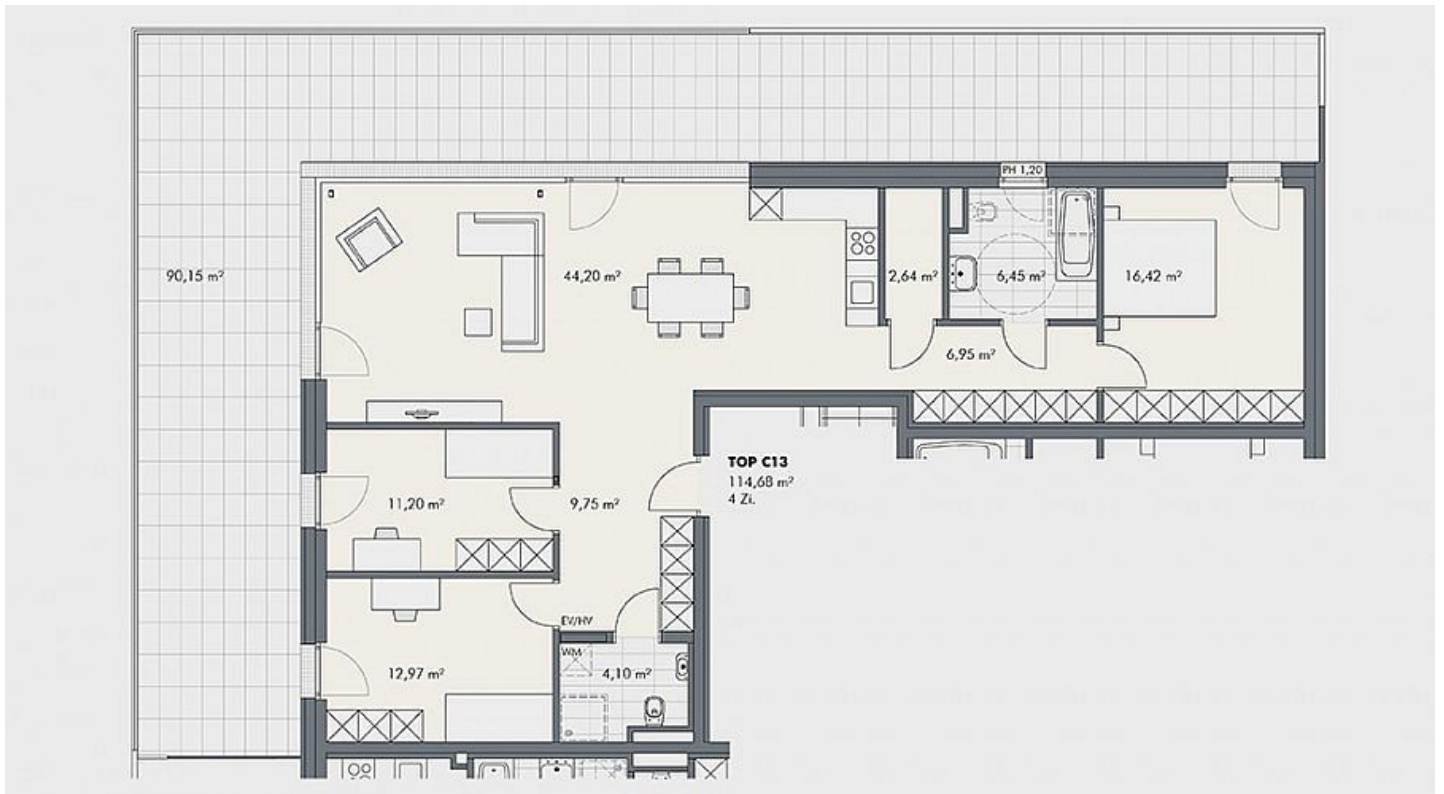 PH 1,20
90,15 m²
44,20 m²
2,64 m²
6,45 m²
16,42 m²
6,95 m²
TOP C13
114,68 m²
4 Zi.
11,20 m²
9,75 m²
EV/HV
WM
12,97 m²
4,10 m²